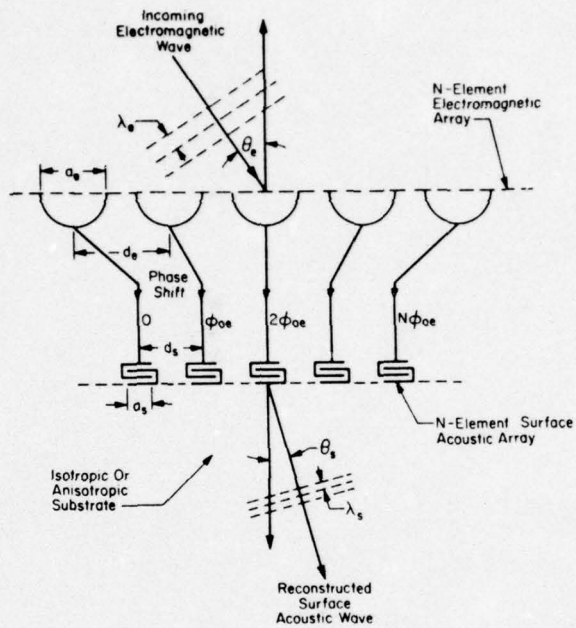 Incoming
Electromagnetic
Wave
N-Element
Electromagnetic
Array
λe
θe
ae
de
Phase
Shift
0
ϕoe
2ϕoe
Nϕoe
ds
as
N-Element Surface
Acoustic Array
θs
Isotropic Or
Anisotropic
Substrate
λs
Reconstructed
Surface
Acoustic Wave